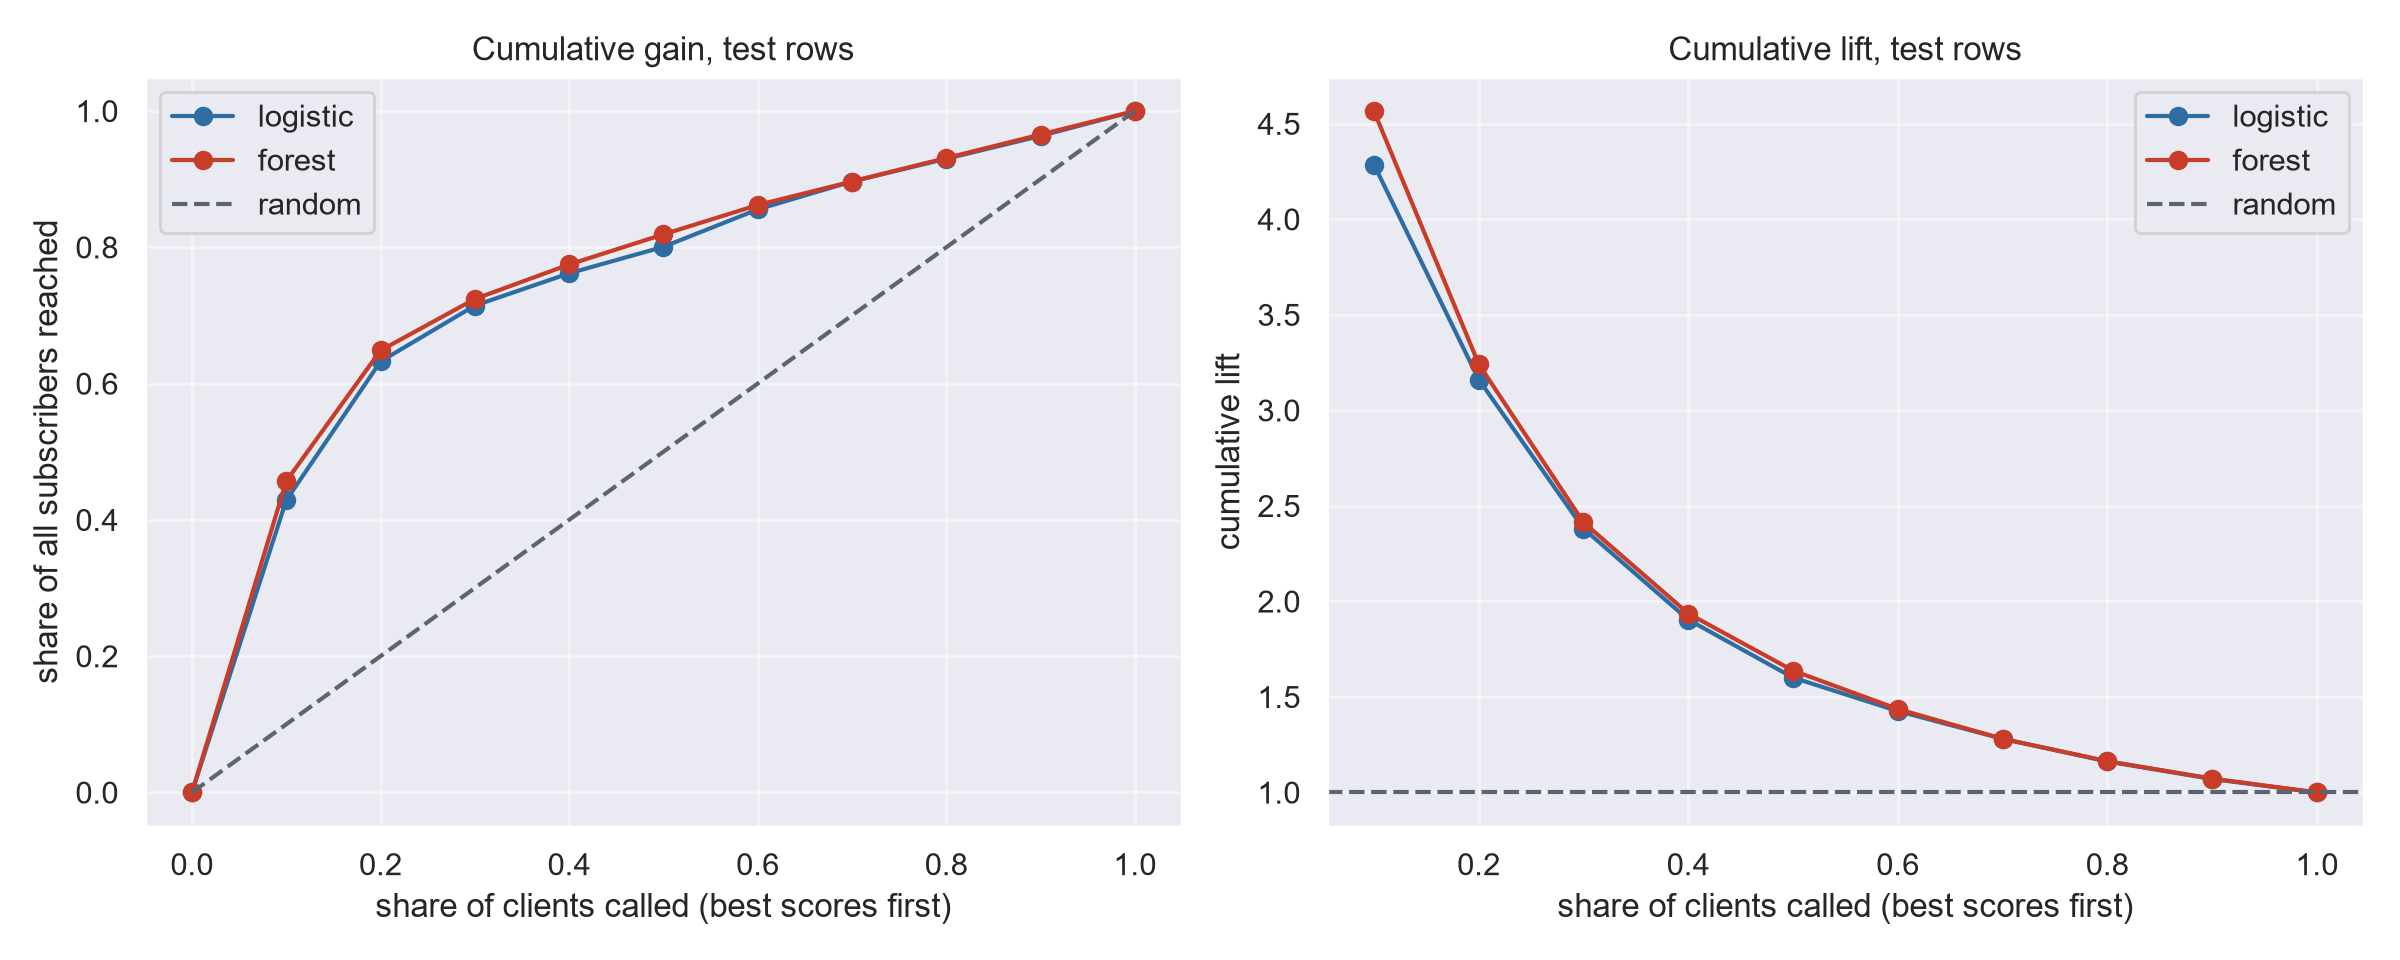 Cumulative gain, test rows
logistic
forest
random
1.0
0.8
0.6
0.4
0.2
0.0
share of all subscribers reached
0.0 0.2 0.4 0.6 0.8 1.0
share of clients called (best scores first)
Cumulative lift, test rows
logistic
forest
random
4.5
4.0
3.5
3.0
2.5
2.0
1.5
1.0
cumulative lift
0.2 0.4 0.6 0.8 1.0
share of clients called (best scores first)